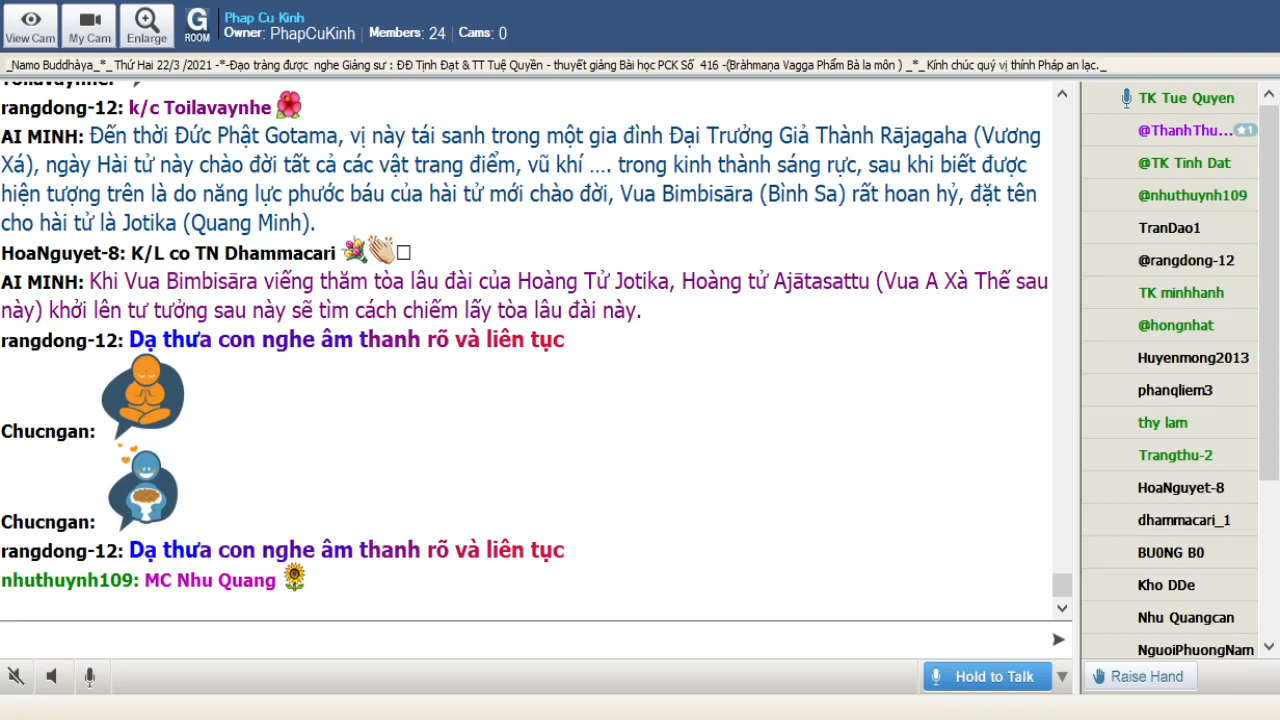 View Cam
My Cam
Enlarge
G
ROOM
Phap Cu Kinh
Owner: PhapCuKinh | Members: 24 | Cams: 0
_Namo Buddhàya_*_ Thứ Hai 22/3 /2021 -*-Đạo tràng được nghe Giảng sư : ĐĐ Tịnh Đạt & TT Tuệ Quyền - thuyết giảng Bài học PCK Số 416 -(Bràhmaṇa Vagga Phẩm Bà la môn ) _*_ Kính chúc quý vị thính Pháp an lạc._
rangdong-12: k/c Toilavaynhe
AI MINH: Đến thời Đức Phật Gotama, vị này tái sanh trong một gia đình Đại Trưởng Giả Thành Rājagaha (Vương
Xá), ngày Hài tử này chào đời tất cả các vật trang điểm, vũ khí …. trong kinh thành sáng rực, sau khi biết được
hiện tượng trên là do năng lực phước báu của hài tử mới chào đời, Vua Bimbisāra (Bình Sa) rất hoan hỷ, đặt tên
cho hài tử là Jotika (Quang Minh).
HoaNguyet-8: K/L co TN Dhammacari
AI MINH: Khi Vua Bimbisāra viếng thăm tòa lâu đài của Hoàng Tử Jotika, Hoàng tử Ajātasattu (Vua A Xà Thế sau
này) khởi lên tư tưởng sau này sẽ tìm cách chiếm lấy tòa lâu đài này.
rangdong-12: Dạ thưa con nghe âm thanh rõ và liên tục
Chucngan:
Chucngan:
rangdong-12: Dạ thưa con nghe âm thanh rõ và liên tục
nhuthuynh109: MC Nhu Quang
TK Tue Quyen
@ThanhThu... ★1
@TK Tinh Dat
@nhuthuynh109
TranDao1
@rangdong-12
TK minhhanh
@hongnhat
Huyenmong2013
phanqliem3
thy lam
Trangthu-2
HoaNguyet-8
dhammacari_1
BU0NG B0
Kho DDe
Nhu Quangcan
NguoiPhuongNam
Hold to Talk
Raise Hand